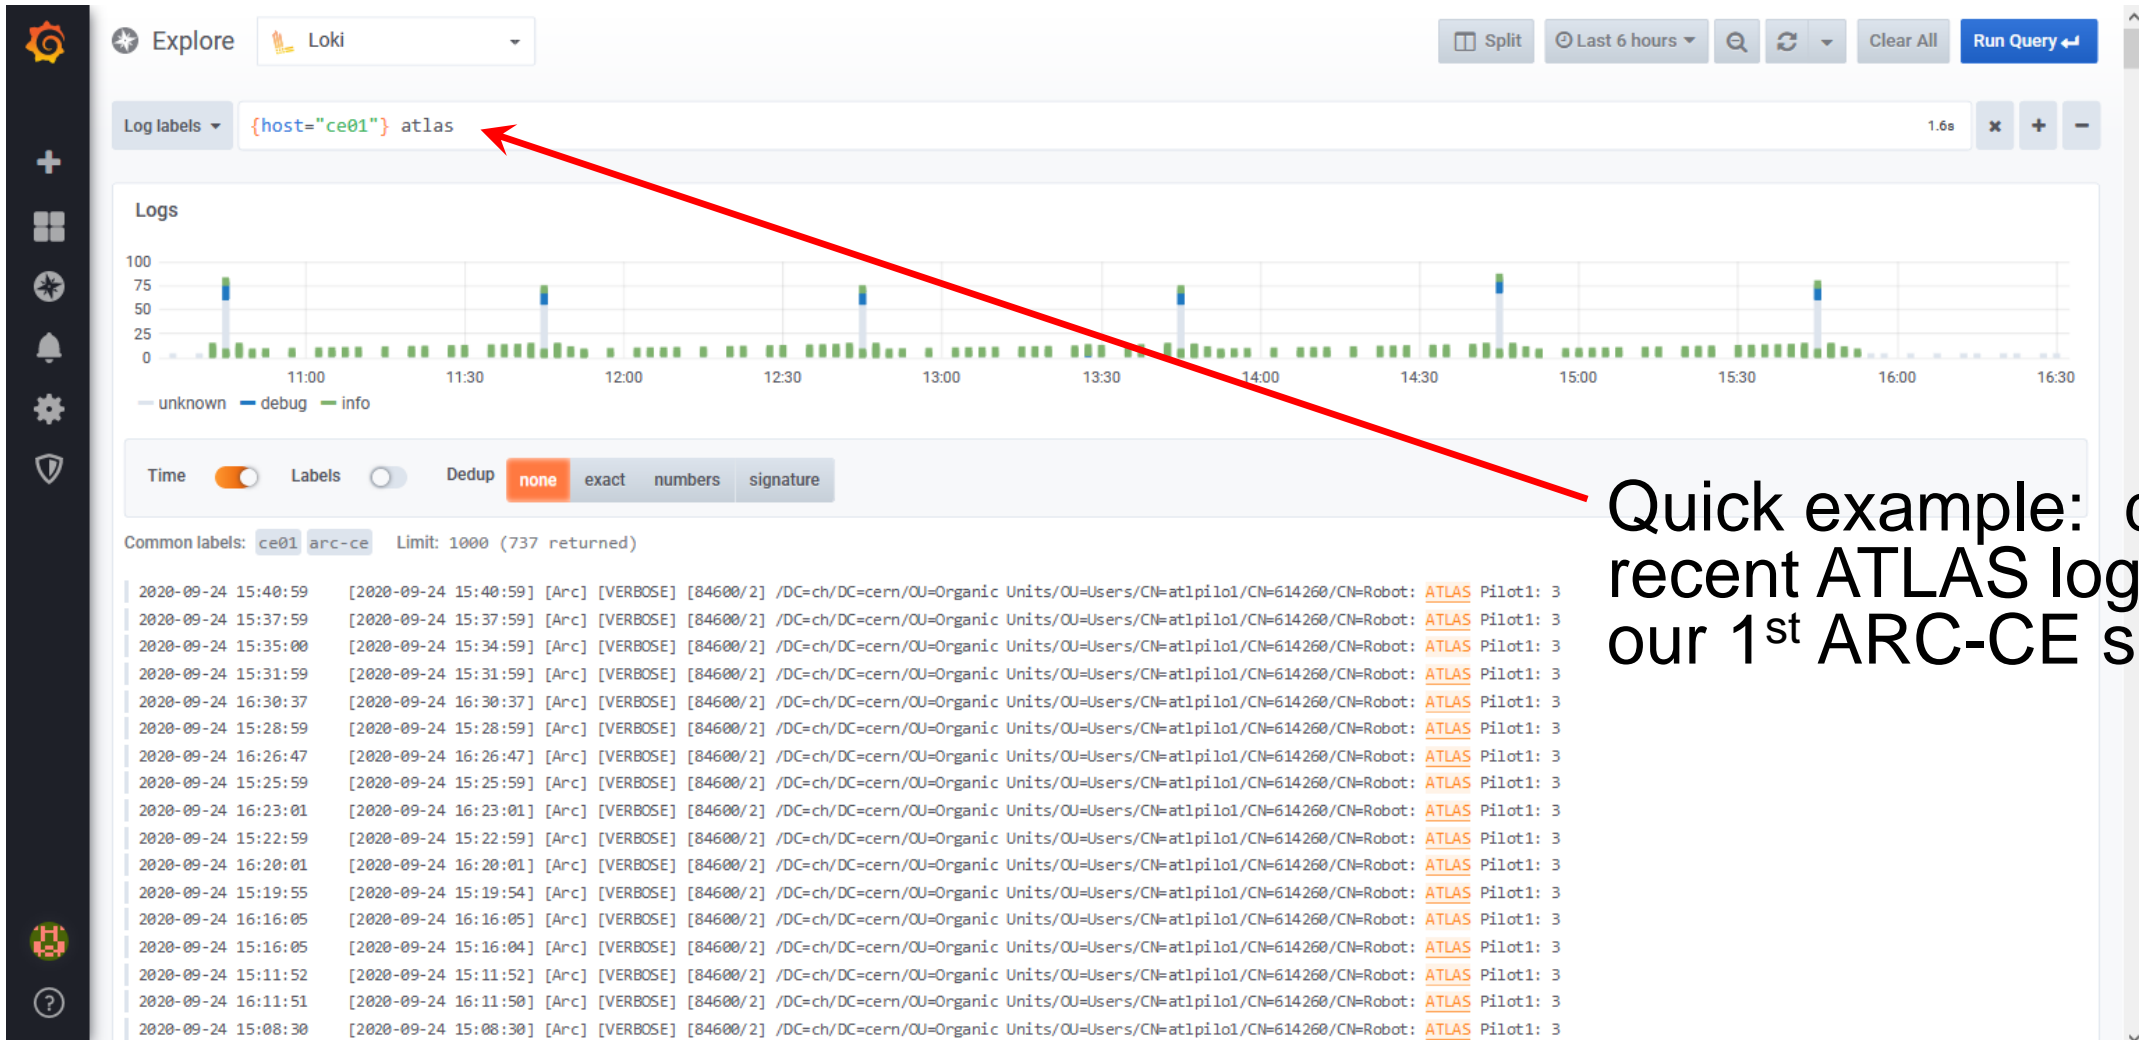 Explore Loki Split Last 6 hours Clear All Run Query
Log labels {host="ce01"} atlas 1.6s
Logs
100
75
50
25
0
11:00 11:30 12:00 12:30 13:00 13:30 14:00 14:30 15:00 15:30 16:00 16:30
unknown debug info
Time Labels Dedup none exact numbers signature
Common labels: ce01 arc-ce Limit: 1000 (737 returned)
2020-09-24 15:40:59 [2020-09-24 15:40:59] [Arc] [VERBOSE] [84600/2] /DC=ch/DC=cern/OU=Organic Units/OU=Users/CN=atlpilo1/CN=614260/CN=Robot: ATLAS Pilot1: 3
2020-09-24 15:37:59 [2020-09-24 15:37:59] [Arc] [VERBOSE] [84600/2] /DC=ch/DC=cern/OU=Organic Units/OU=Users/CN=atlpilo1/CN=614260/CN=Robot: ATLAS Pilot1: 3
2020-09-24 15:35:00 [2020-09-24 15:34:59] [Arc] [VERBOSE] [84600/2] /DC=ch/DC=cern/OU=Organic Units/OU=Users/CN=atlpilo1/CN=614260/CN=Robot: ATLAS Pilot1: 3
2020-09-24 15:31:59 [2020-09-24 15:31:59] [Arc] [VERBOSE] [84600/2] /DC=ch/DC=cern/OU=Organic Units/OU=Users/CN=atlpilo1/CN=614260/CN=Robot: ATLAS Pilot1: 3
2020-09-24 16:30:37 [2020-09-24 16:30:37] [Arc] [VERBOSE] [84600/2] /DC=ch/DC=cern/OU=Organic Units/OU=Users/CN=atlpilo1/CN=614260/CN=Robot: ATLAS Pilot1: 3
2020-09-24 15:28:59 [2020-09-24 15:28:59] [Arc] [VERBOSE] [84600/2] /DC=ch/DC=cern/OU=Organic Units/OU=Users/CN=atlpilo1/CN=614260/CN=Robot: ATLAS Pilot1: 3
2020-09-24 16:26:47 [2020-09-24 16:26:47] [Arc] [VERBOSE] [84600/2] /DC=ch/DC=cern/OU=Organic Units/OU=Users/CN=atlpilo1/CN=614260/CN=Robot: ATLAS Pilot1: 3
2020-09-24 15:25:59 [2020-09-24 15:25:59] [Arc] [VERBOSE] [84600/2] /DC=ch/DC=cern/OU=Organic Units/OU=Users/CN=atlpilo1/CN=614260/CN=Robot: ATLAS Pilot1: 3
2020-09-24 16:23:01 [2020-09-24 16:23:01] [Arc] [VERBOSE] [84600/2] /DC=ch/DC=cern/OU=Organic Units/OU=Users/CN=atlpilo1/CN=614260/CN=Robot: ATLAS Pilot1: 3
2020-09-24 15:22:59 [2020-09-24 15:22:59] [Arc] [VERBOSE] [84600/2] /DC=ch/DC=cern/OU=Organic Units/OU=Users/CN=atlpilo1/CN=614260/CN=Robot: ATLAS Pilot1: 3
2020-09-24 16:20:01 [2020-09-24 16:20:01] [Arc] [VERBOSE] [84600/2] /DC=ch/DC=cern/OU=Organic Units/OU=Users/CN=atlpilo1/CN=614260/CN=Robot: ATLAS Pilot1: 3
2020-09-24 15:19:55 [2020-09-24 15:19:54] [Arc] [VERBOSE] [84600/2] /DC=ch/DC=cern/OU=Organic Units/OU=Users/CN=atlpilo1/CN=614260/CN=Robot: ATLAS Pilot1: 3
2020-09-24 16:16:05 [2020-09-24 16:16:05] [Arc] [VERBOSE] [84600/2] /DC=ch/DC=cern/OU=Organic Units/OU=Users/CN=atlpilo1/CN=614260/CN=Robot: ATLAS Pilot1: 3
2020-09-24 15:16:05 [2020-09-24 15:16:04] [Arc] [VERBOSE] [84600/2] /DC=ch/DC=cern/OU=Organic Units/OU=Users/CN=atlpilo1/CN=614260/CN=Robot: ATLAS Pilot1: 3
2020-09-24 15:11:52 [2020-09-24 15:11:52] [Arc] [VERBOSE] [84600/2] /DC=ch/DC=cern/OU=Organic Units/OU=Users/CN=atlpilo1/CN=614260/CN=Robot: ATLAS Pilot1: 3
2020-09-24 16:11:51 [2020-09-24 16:11:50] [Arc] [VERBOSE] [84600/2] /DC=ch/DC=cern/OU=Organic Units/OU=Users/CN=atlpilo1/CN=614260/CN=Robot: ATLAS Pilot1: 3
2020-09-24 15:08:30 [2020-09-24 15:08:30] [Arc] [VERBOSE] [84600/2] /DC=ch/DC=cern/OU=Organic Units/OU=Users/CN=atlpilo1/CN=614260/CN=Robot: ATLAS Pilot1: 3
Quick example:
recent ATLAS log
our 1st ARC-CE s